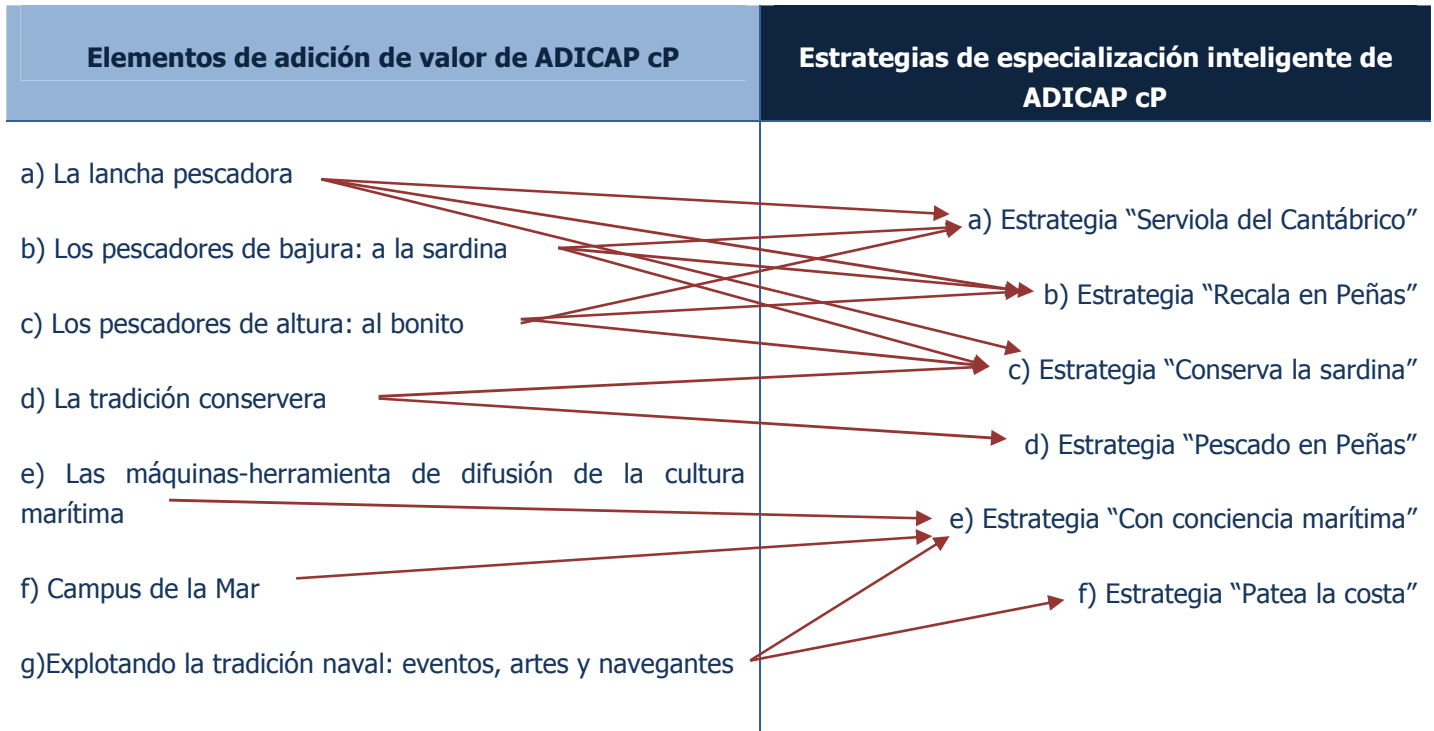 Elementos de adición de valor de ADICAP cP
Estrategias de especialización inteligente de
ADICAP cP
a) La lancha pescadora
b) Los pescadores de bajura: a la sardina
c) Los pescadores de altura: al bonito
d) La tradición conservera
e) Las máquinas-herramienta de difusión de la cultura
marítima
f) Campus de la Mar
g)Explotando la tradición naval: eventos, artes y navegantes
a) Estrategia “Serviola del Cantábrico”
b) Estrategia “Recala en Peñas”
c) Estrategia “Conserva la sardina”
d) Estrategia “Pescado en Peñas”
e) Estrategia “Con conciencia marítima”
f) Estrategia “Patea la costa”